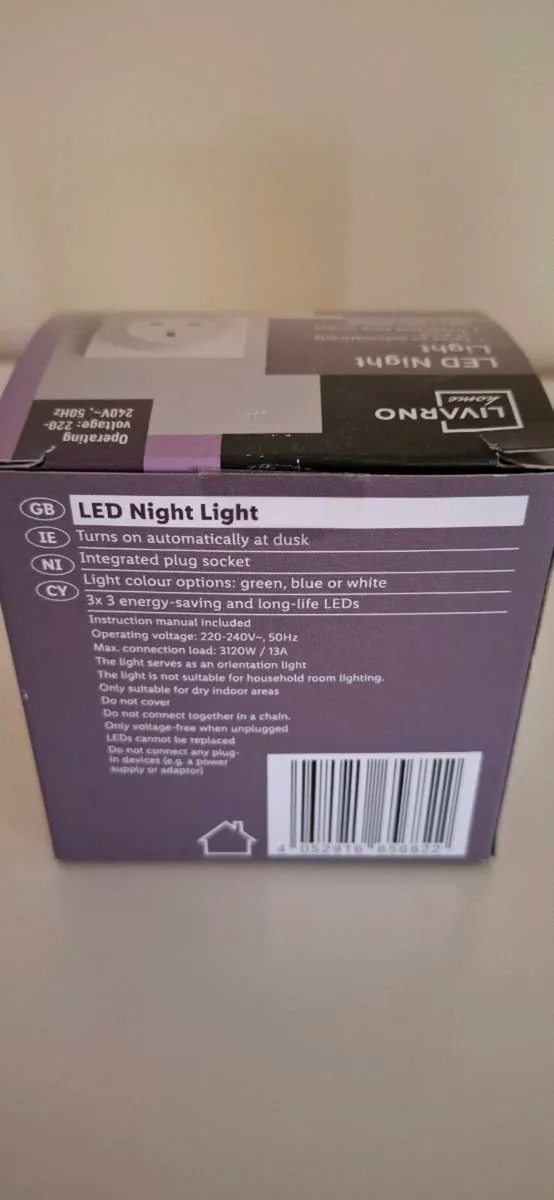 LED Night
Light
LIVARNO
home
Operating
voltage: 220-
240V~, 50Hz
GB
LED Night Light
IE
Turns on automatically at dusk
NI
Integrated plug socket
CY
Light colour options: green, blue or white
3x 3 energy-saving and long-life LEDs
Instruction manual included
Operating voltage: 220-240V~, 50Hz
Max. connection load: 3120W / 13A
The light serves as an orientation light
The light is not suitable for household room lighting.
Only suitable for dry indoor areas
Do not cover
Do not connect together in a chain.
Only voltage-free when unplugged
LEDs cannot be replaced
Do not connect any plug-
in devices (e.g. a power
supply or adaptor)
4 052916 656822